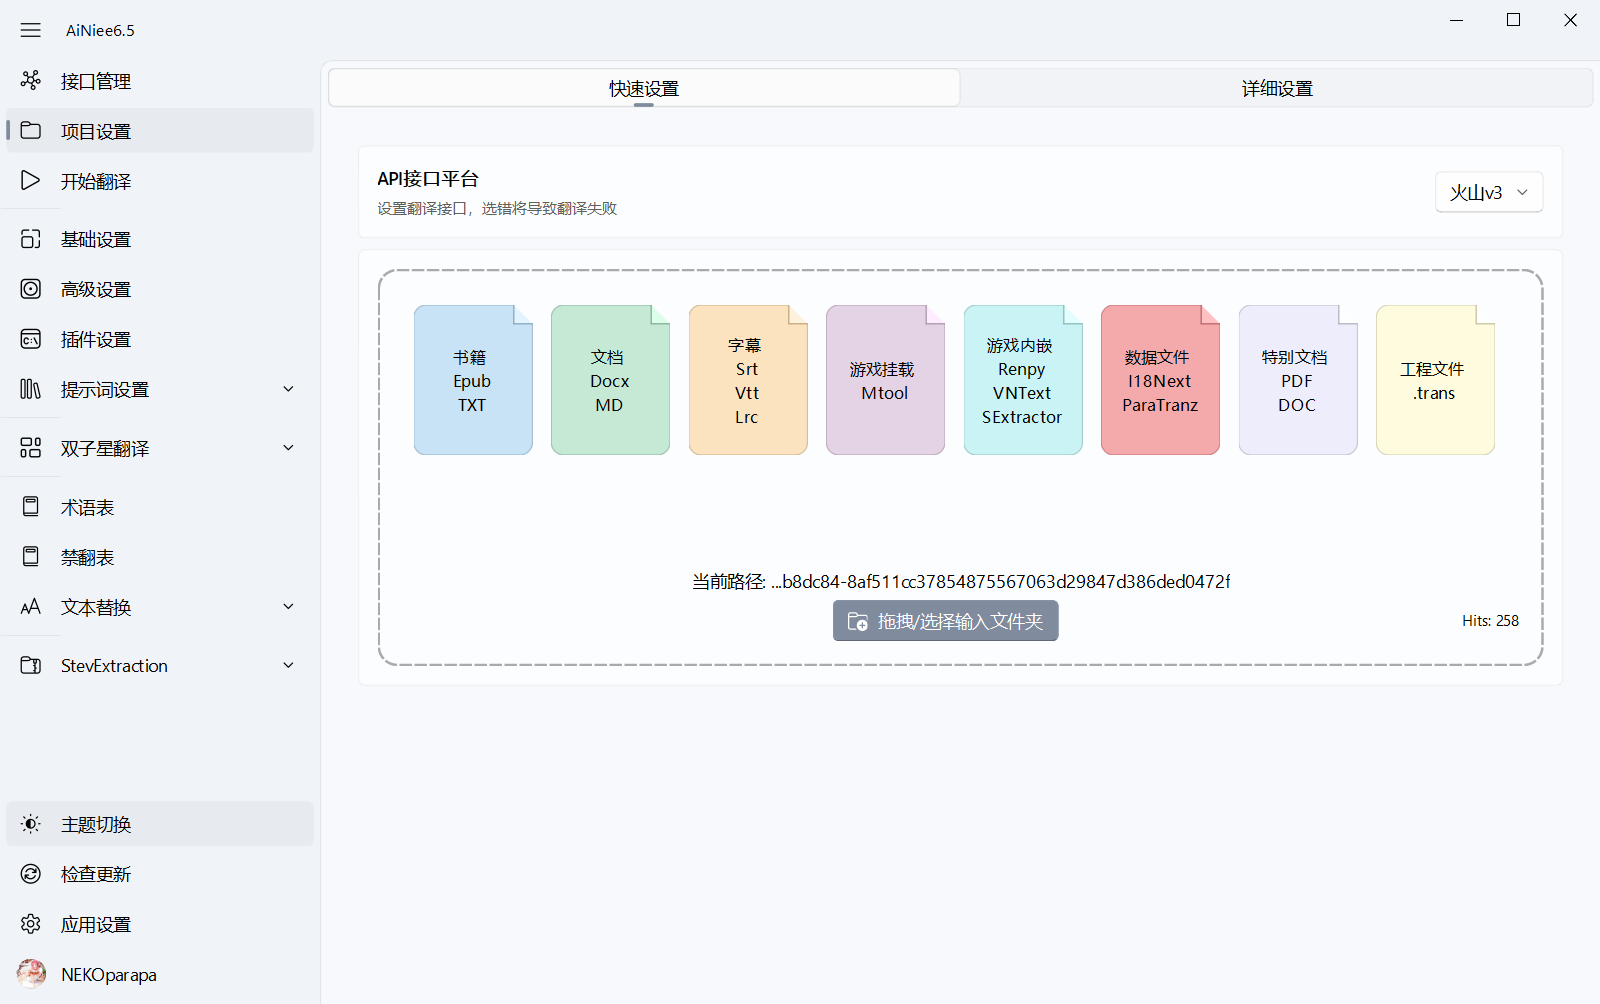 AiNiee6.5
接口管理
项目设置
开始翻译
基础设置
高级设置
插件设置
提示词设置
双子星翻译
术语表
禁翻表
文本替换
StevExtraction
主题切换
检查更新
应用设置
NEKOparapa
快速设置
详细设置
API接口平台
设置翻译接口，选错将导致翻译失败
火山v3
书籍
Epub
TXT
文档
Docx
MD
字幕
Srt
Vtt
Lrc
游戏挂载
Mtool
游戏内嵌
Renpy
VNText
SExtractor
数据文件
I18Next
ParaTranz
特别文档
PDF
DOC
工程文件
.trans
当前路径: ...b8dc84-8af511cc37854875567063d29847d386ded0472f
拖拽/选择输入文件夹
Hits: 258